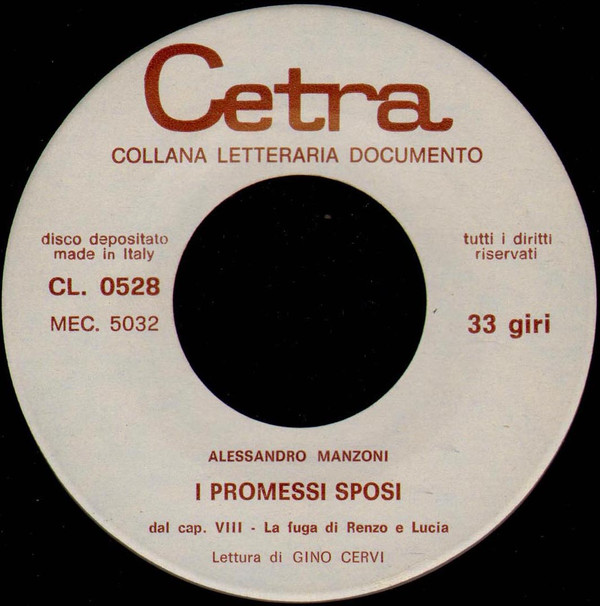 Cetra
COLLANA LETTERARIA DOCUMENTO
disco depositato
made in Italy
CL. 0528
MEC. 5032
tutti i diritti
riservati
33 giri
ALESSANDRO MANZONI
I PROMESSI SPOSI
dal cap. VIII - La fuga di Renzo e Lucia
Lettura di GINO CERVI